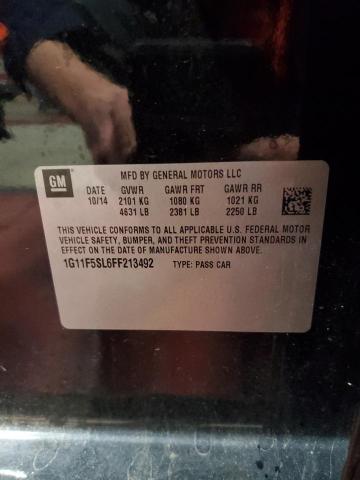 GM
MFD BY GENERAL MOTORS LLC
DATE GVWR GAWR FRT GAWR RR
10/14 2101 KG 1080 KG 1021 KG
4631 LB 2381 LB 2250 LB
THIS VEHICLE CONFORMS TO ALL APPLICABLE U.S. FEDERAL MOTOR
VEHICLE SAFETY, BUMPER, AND THEFT PREVENTION STANDARDS IN
EFFECT ON THE DATE OF MANUFACTURE SHOWN ABOVE.
1G11F5SL6FF213492 TYPE: PASS CAR